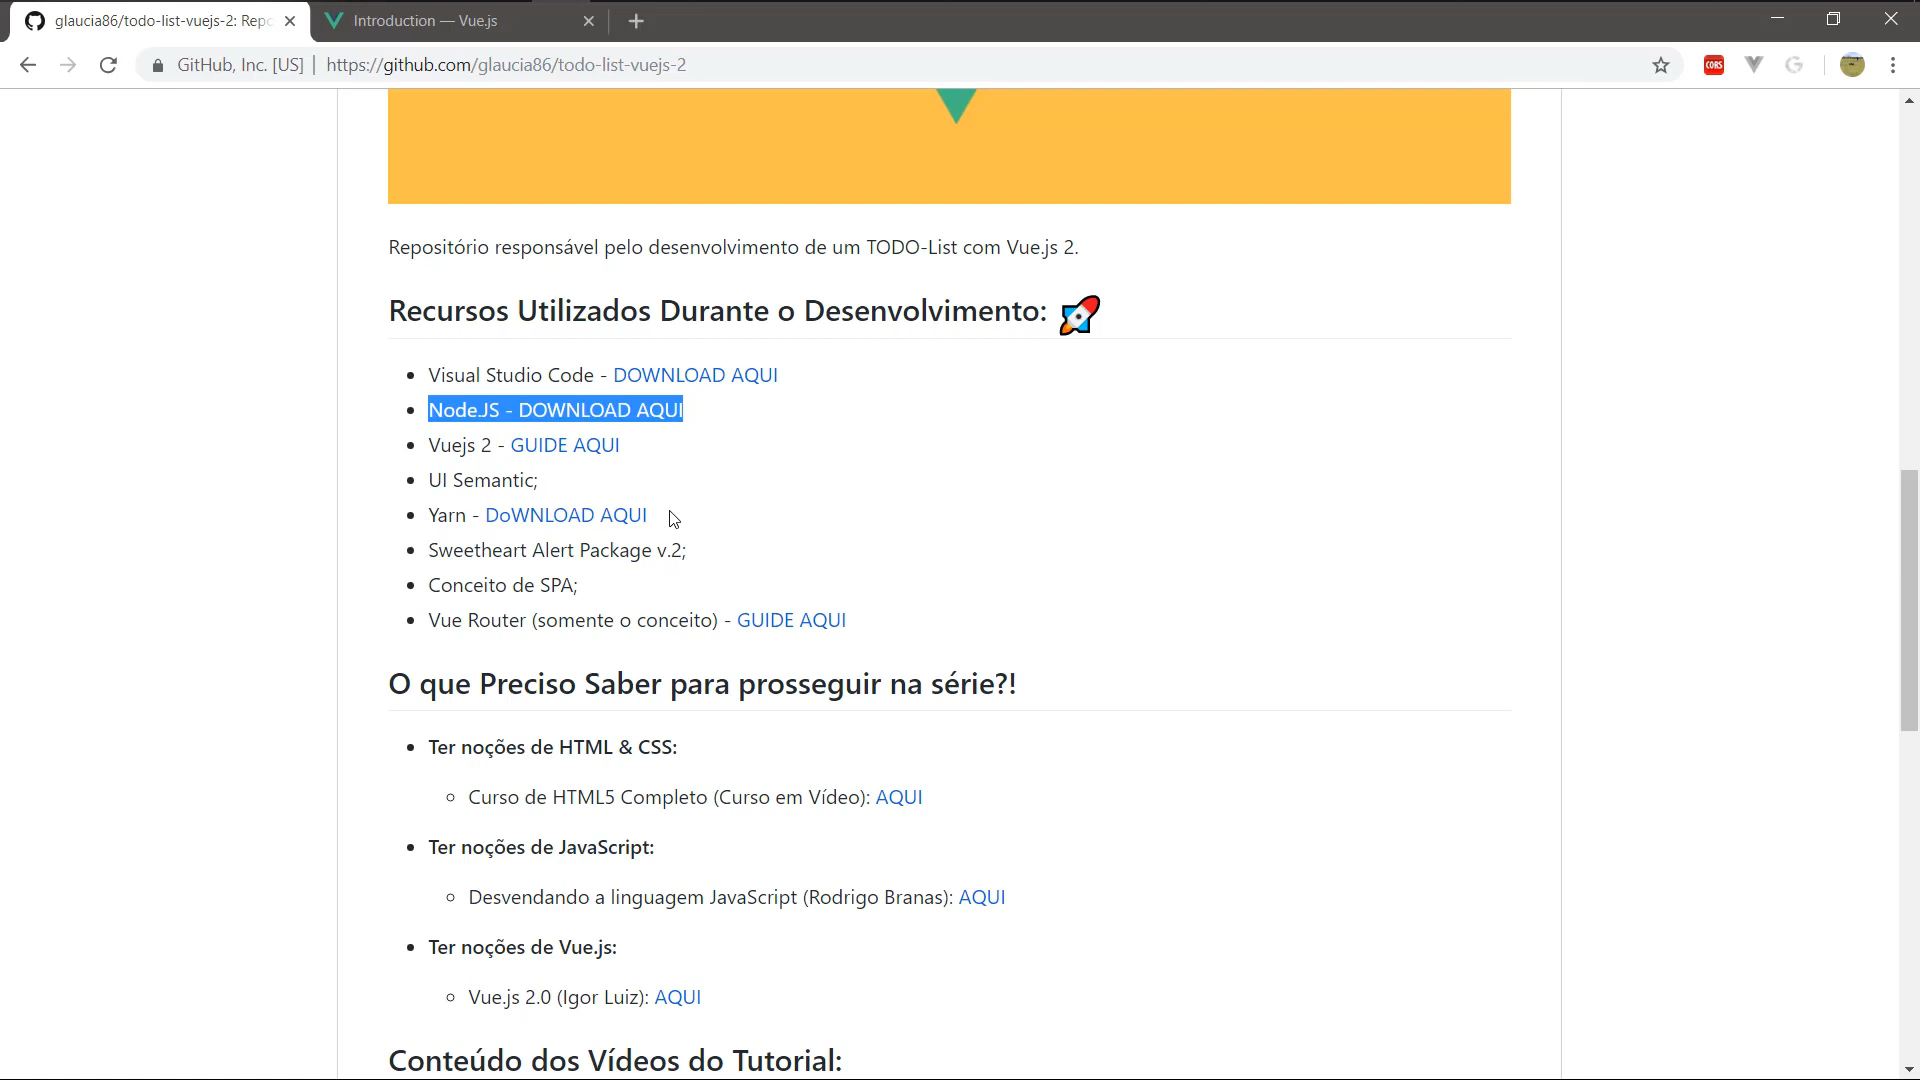 glaucia86/todo-list-vuejs-2: Repo
Introduction — Vue.js
GitHub, Inc. [US] | https://github.com/glaucia86/todo-list-vuejs-2
CORS
Repositório responsável pelo desenvolvimento de um TODO-List com Vue.js 2.
Recursos Utilizados Durante o Desenvolvimento:
Visual Studio Code - DOWNLOAD AQUI
Node.JS - DOWNLOAD AQUI
Vuejs 2 - GUIDE AQUI
UI Semantic;
Yarn - DoWNLOAD AQUI
Sweetheart Alert Package v.2;
Conceito de SPA;
Vue Router (somente o conceito) - GUIDE AQUI
O que Preciso Saber para prosseguir na série?!
Ter noções de HTML & CSS:
Curso de HTML5 Completo (Curso em Vídeo): AQUI
Ter noções de JavaScript:
Desvendando a linguagem JavaScript (Rodrigo Branas): AQUI
Ter noções de Vue.js:
Vue.js 2.0 (Igor Luiz): AQUI
Conteúdo dos Vídeos do Tutorial: